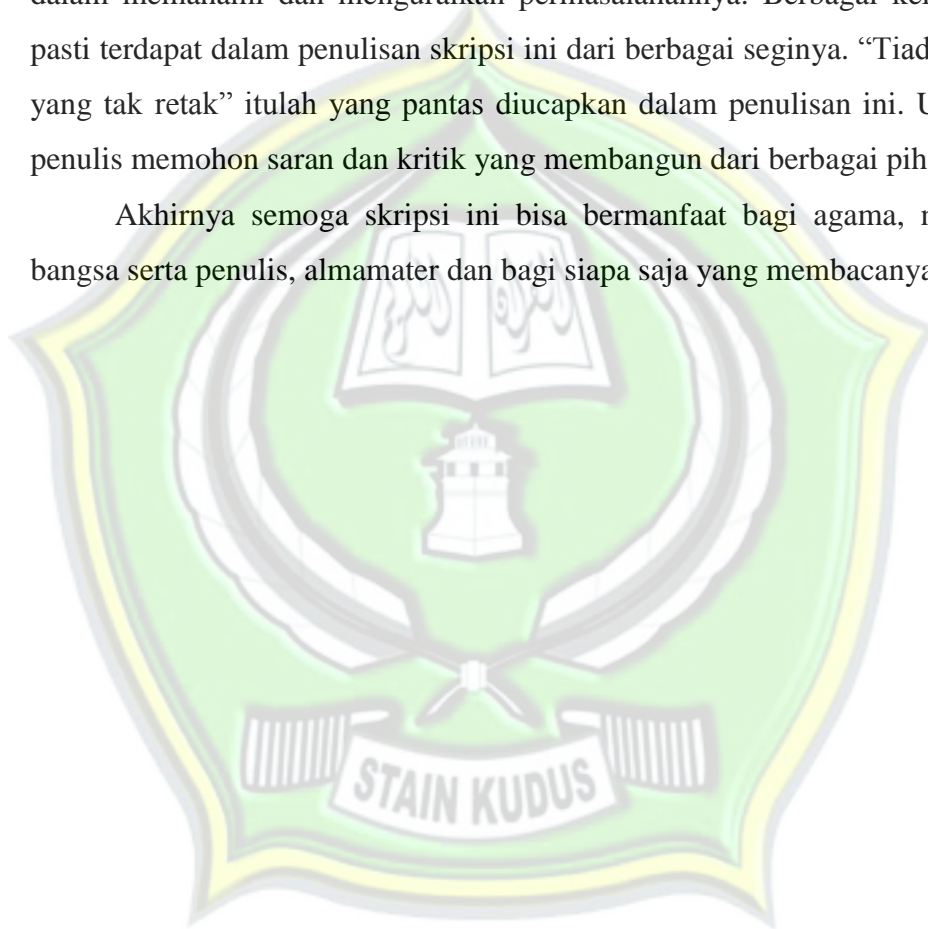 dalam memahami dan menguraikan permasalahannya. Berbagai
pasti terdapat dalam penulisan skripsi ini dari berbagai seginya. “Tiad
yang tak retak” itulah yang pantas diucapkan dalam penulisan ini. U
penulis memohon saran dan kritik yang membangun dari berbagai pih
Akhirnya semoga skripsi ini bisa bermanfaat bagi agama,
bangsa serta penulis, almamater dan bagi siapa saja yang membacanya
STAIN KUDUS